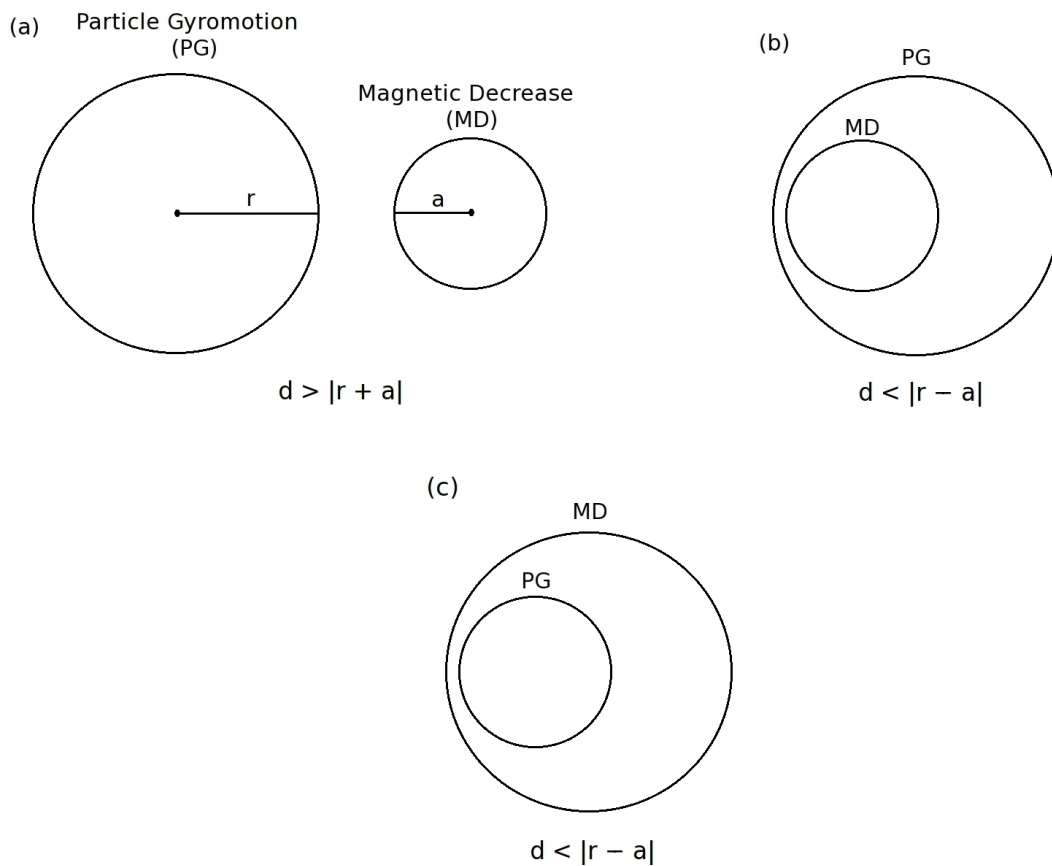 (a)
Particle Gyromotion
(PG)
r
Magnetic Decrease
(MD)
a
d > |r + a|
(b)
PG
MD
d < |r − a|
(c)
MD
PG
d < |r − a|